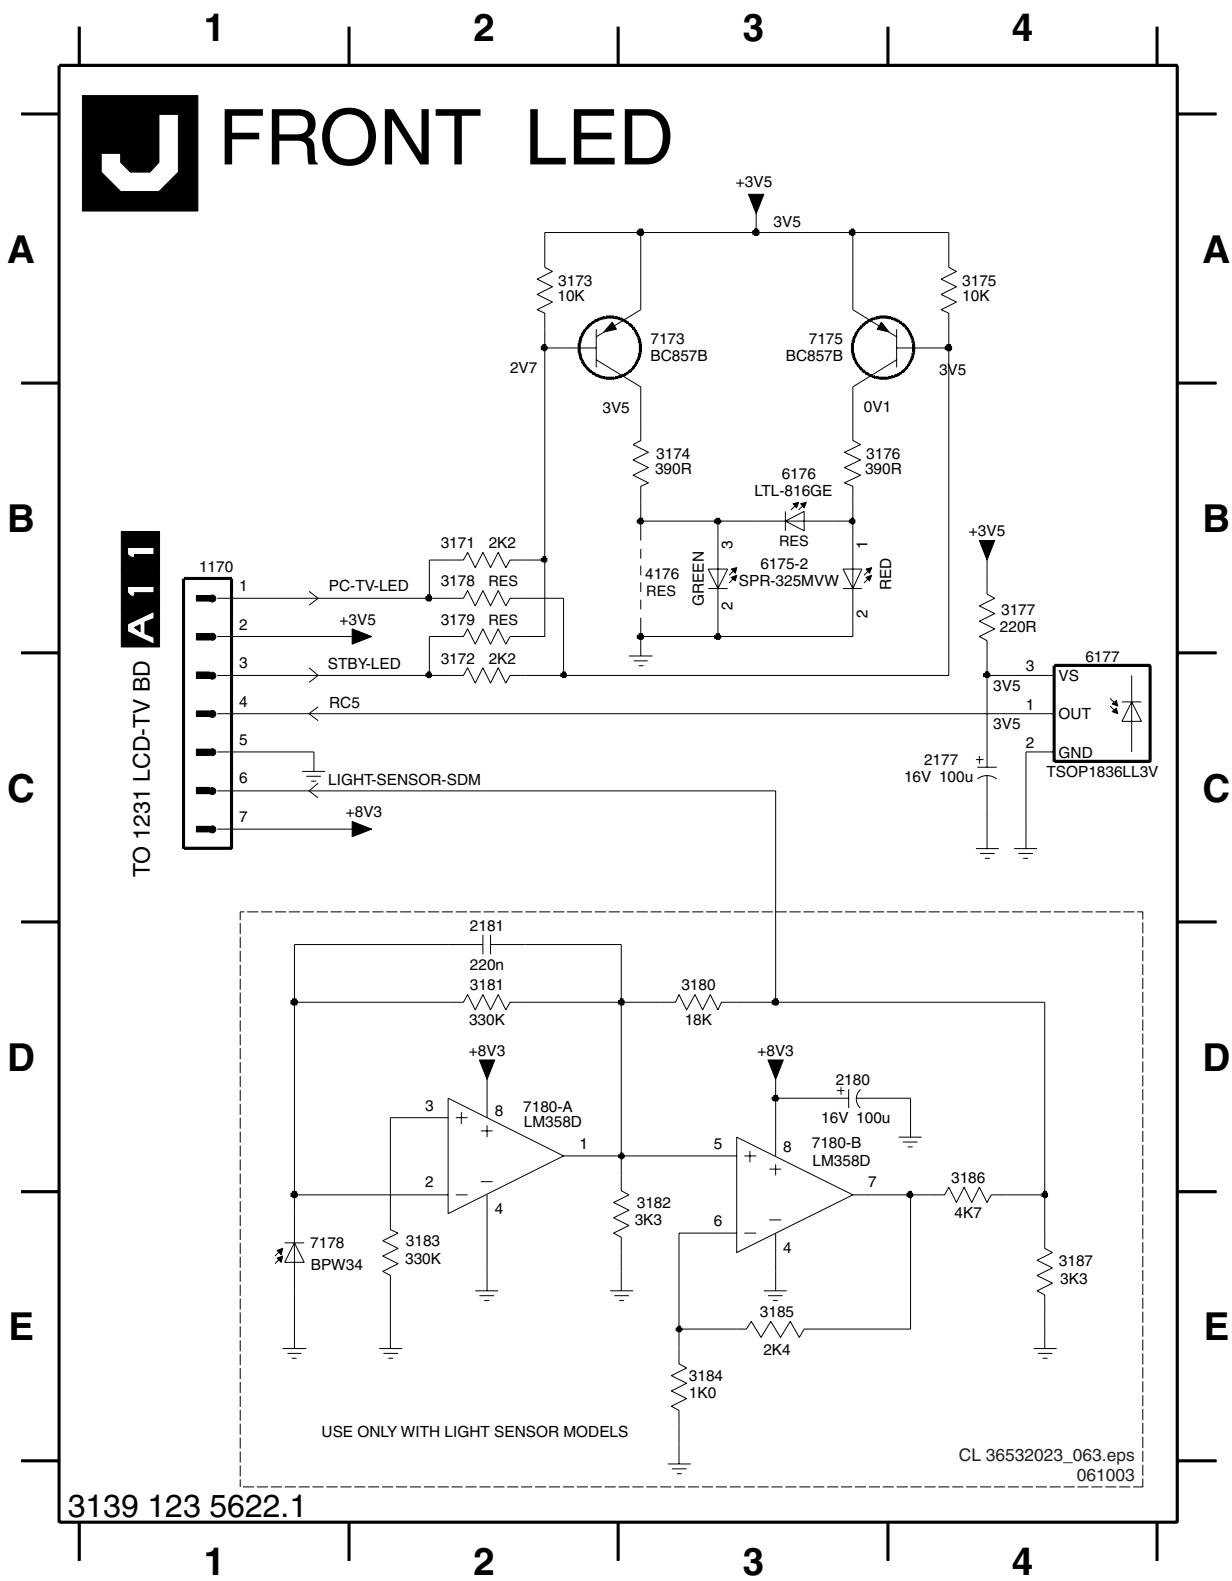 1 2 3 4
J FRONT LED
A A
+3V5
3V5
3173
10K
3175
10K
7173
BC857B
7175
BC857B
2V7
3V5
3V5
0V1
3174
390R
3176
390R
6176
LTL-816GE
RES
B B
+3V5
3171 2K2
3178 RES
3179 RES
3172 2K2
4176
RES
GREEN
3
2
6175-2
SPR-325MVW
1
2
RED
3177
220R
TO 1231 LCD-TV BD A11
1170
1 PC-TV-LED
2 +3V5
3 STBY-LED
4 RC5
5
6 LIGHT-SENSOR-SDM
7 +8V3
6177
3 VS
3V5
1 OUT
3V5
2 GND
TSOP1836LL3V
2177
+
16V 100u
C C
2181
220n
3181
330K
3180
18K
D D
+8V3
+8V3
2180
+
16V 100u
7180-A
LM358D
3 + 8
+
1
2 − −
4
7180-B
LM358D
5 + 8
+
7
6 − −
4
3186
4K7
3182
3K3
7178
BPW34
3183
330K
3187
3K3
3185
2K4
E E
3184
1K0
USE ONLY WITH LIGHT SENSOR MODELS
CL 36532023_063.eps
061003
3139 123 5622.1
1 2 3 4